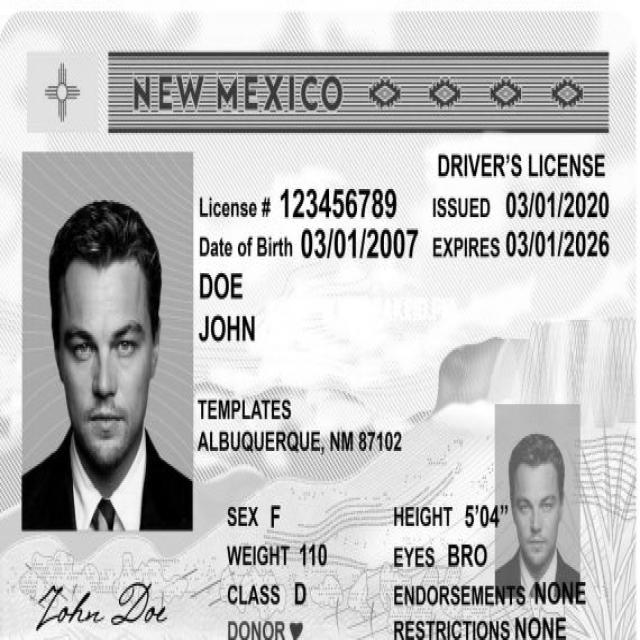 NEW MEXICO
DRIVER'S LICENSE
License # 123456789 ISSUED 03/01/2020
Date of Birth 03/01/2007 EXPIRES 03/01/2026
DOE
JOHN
TEMPLATES
ALBUQUERQUE, NM 87102
SEX F HEIGHT 5'04"
WEIGHT 110 EYES BRO
CLASS D ENDORSEMENTS NONE
DONOR ♥ RESTRICTIONS NONE
John Doe